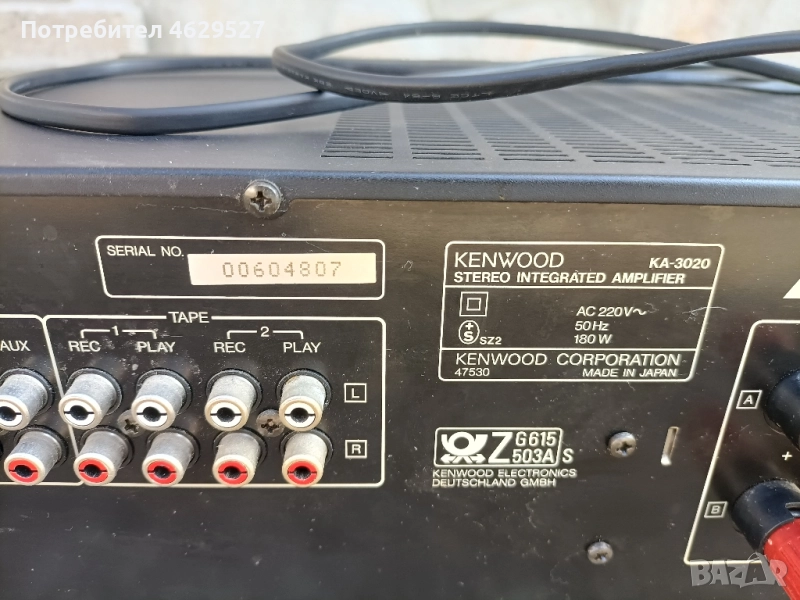 Потребител 4629527
SERIAL NO.
00604807
KENWOOD KA-3020
STEREO INTEGRATED AMPLIFIER
AC 220V~
50Hz
SZ2 180 W
KENWOOD CORPORATION
47530 MADE IN JAPAN
TAPE
1 2
AUX REC PLAY REC PLAY
L
R
A
+
B
Z G615
503A/S
KENWOOD ELECTRONICS
DEUTSCHLAND GMBH
BAZAR